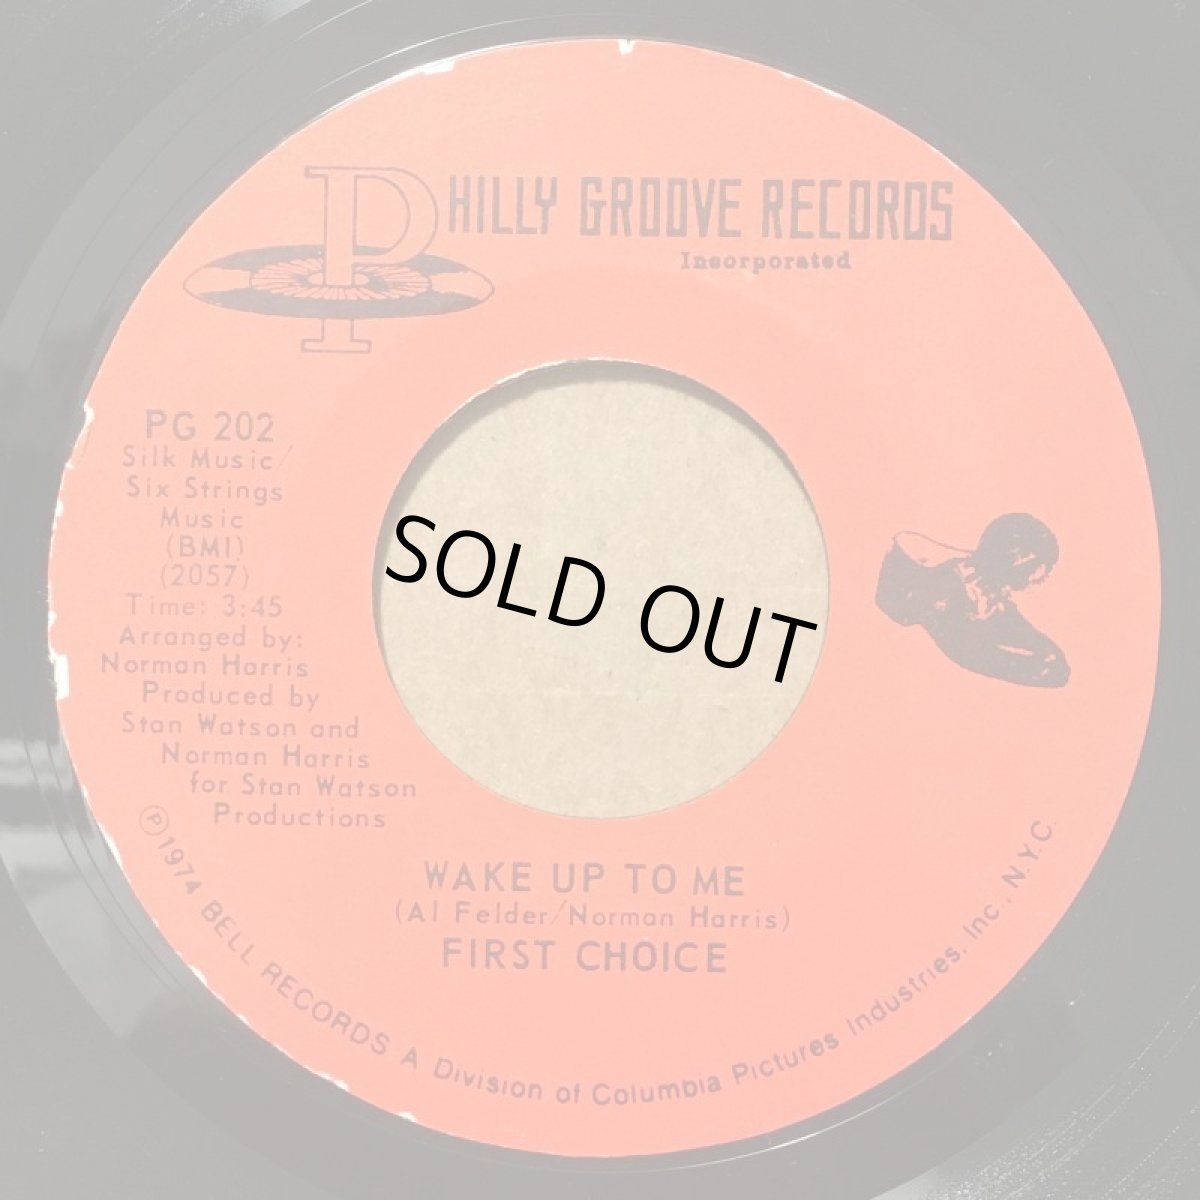 PHILLY GROOVE RECORDS
Incorporated
PG 202
Silk Music/
Six Strings
Music
(BMI)
(2057)
Time: 3:45
Arranged by:
Norman Harris
Produced by
Stan Watson and
Norman Harris
for Stan Watson
Productions
SOLD OUT
WAKE UP TO ME
(Al Felder/Norman Harris)
FIRST CHOICE
℗1974 BELL RECORDS A Division of Columbia Pictures Industries, Inc., N.Y.C.